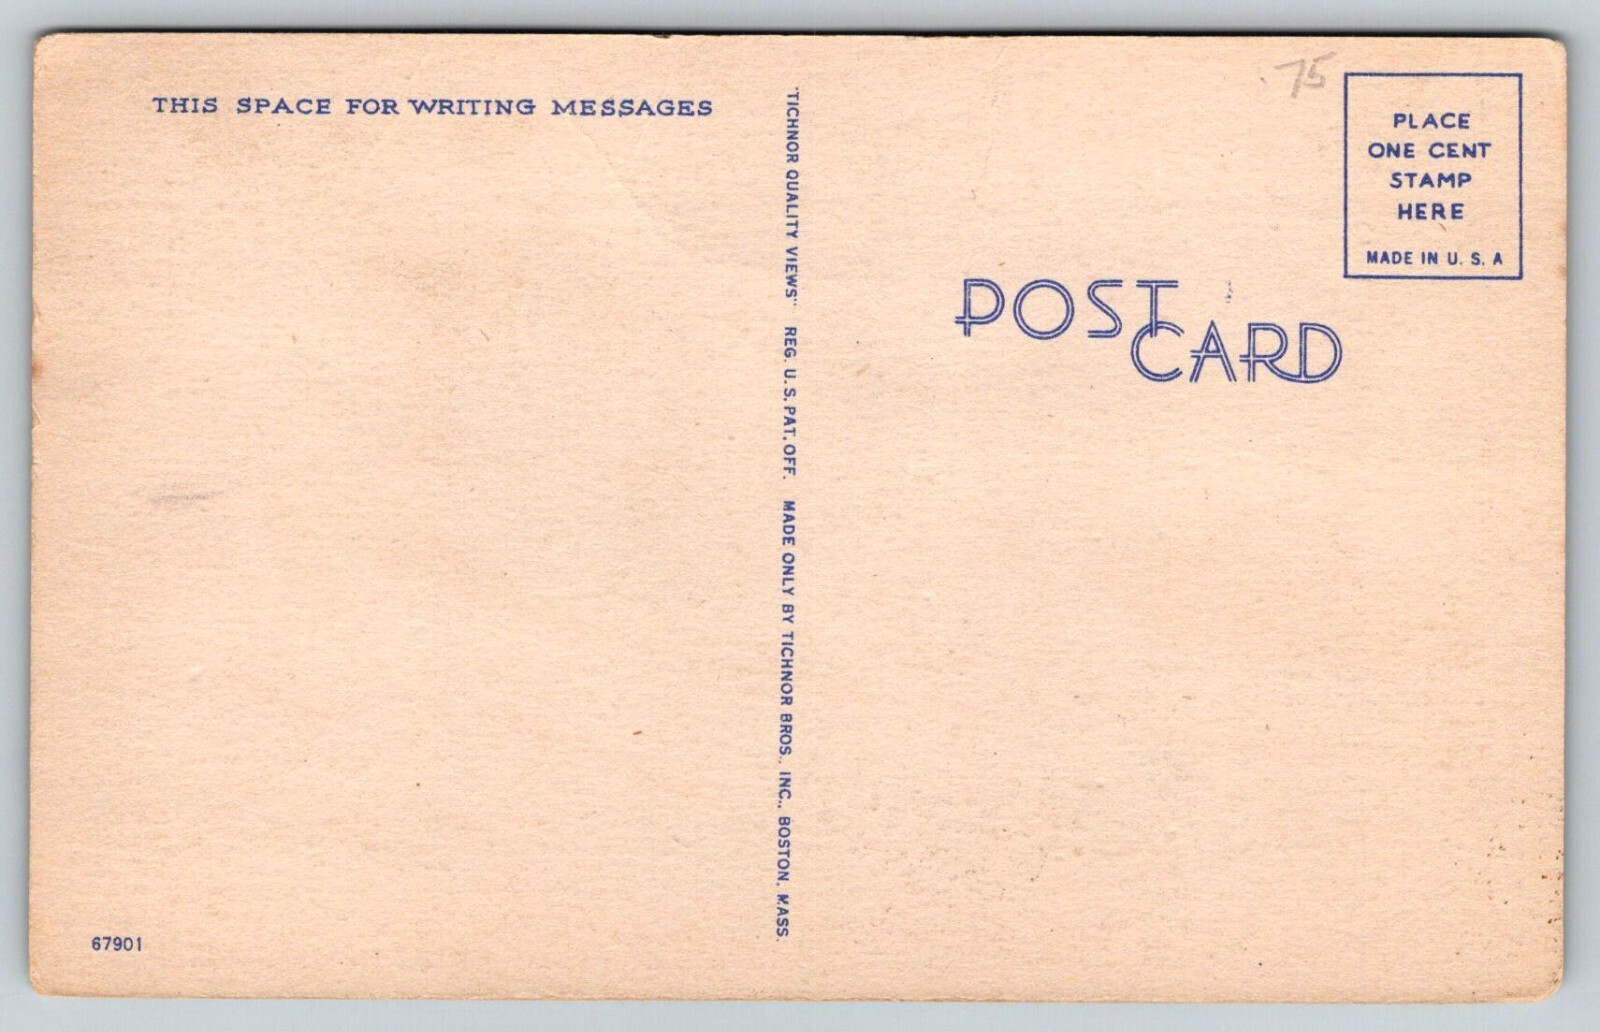 THIS SPACE FOR WRITING MESSAGES
"TICHNOR QUALITY VIEWS" REG. U.S. PAT. OFF. MADE ONLY BY TICHNOR BROS., INC., BOSTON, MASS.
75
PLACE
ONE CENT
STAMP
HERE
MADE IN U. S. A
POST
CARD
67901